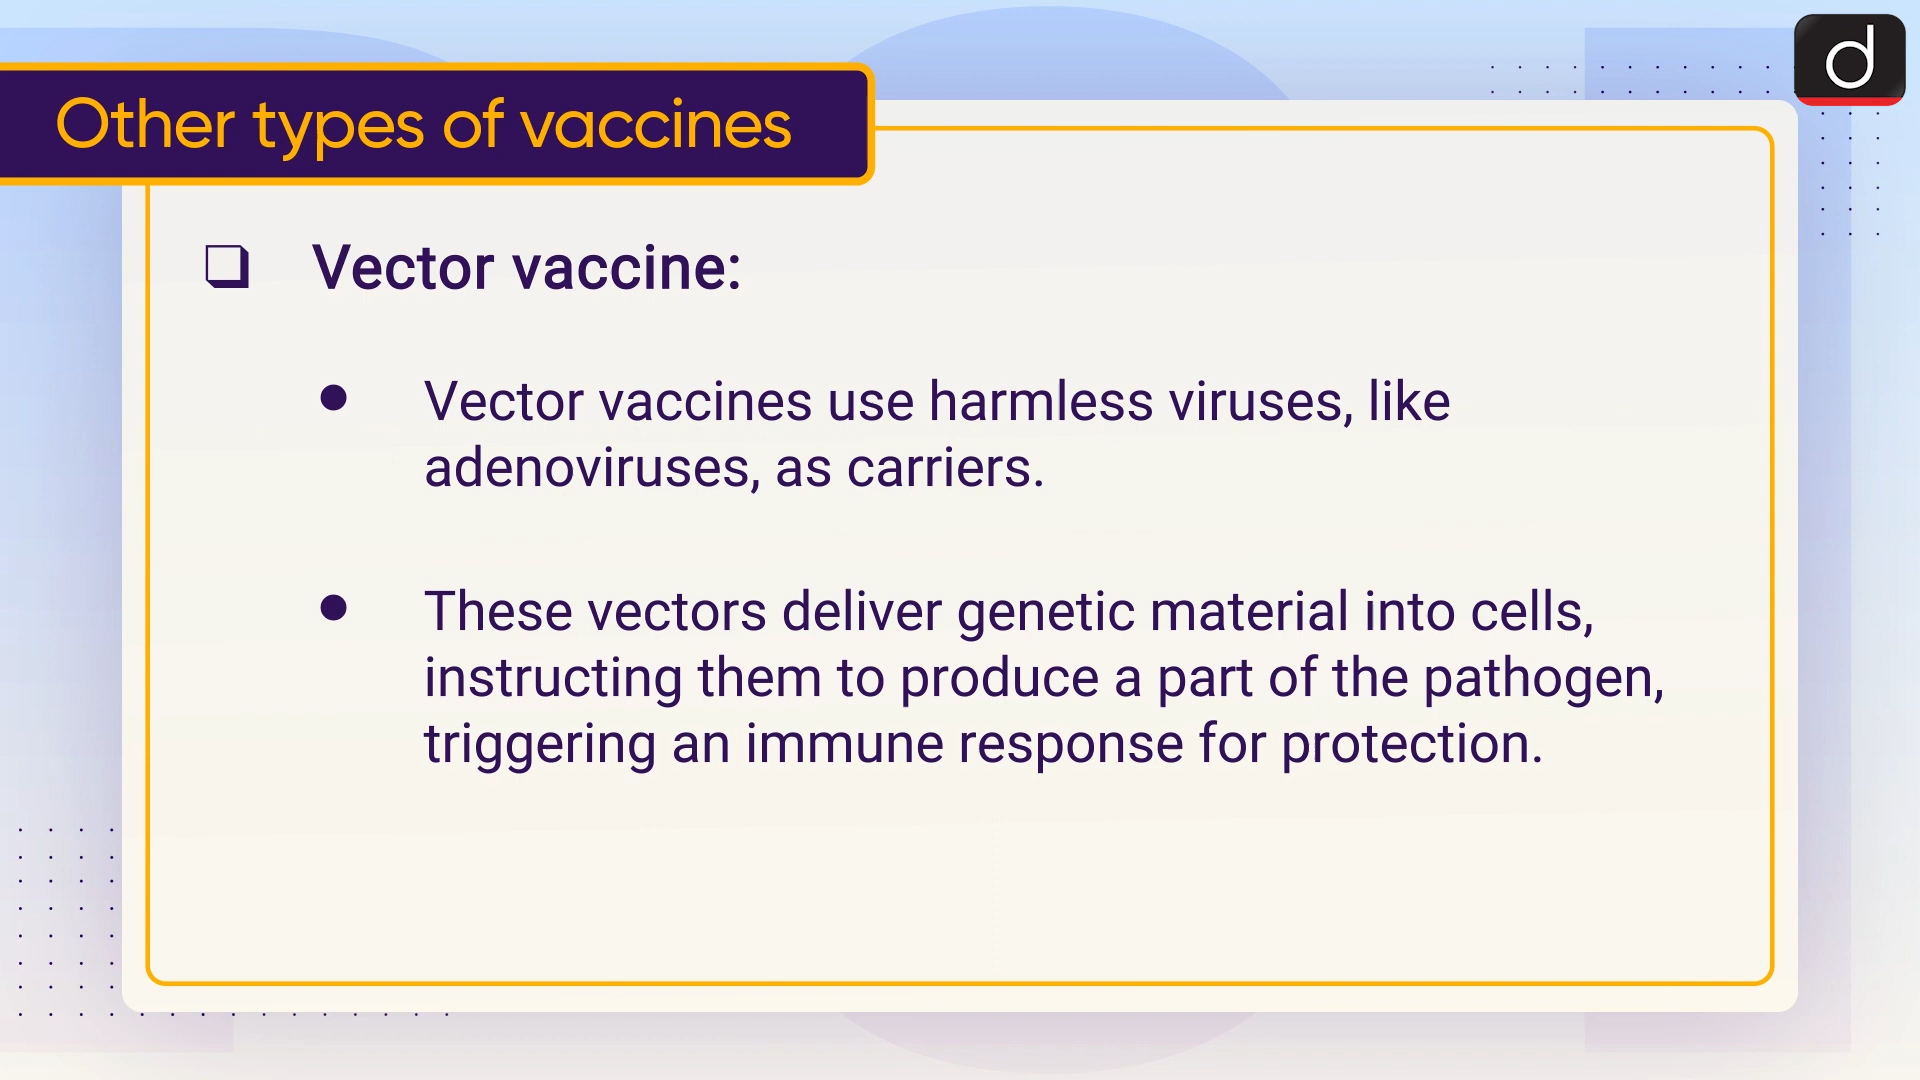 d
Other types of vaccines
❑ Vector vaccine:
● Vector vaccines use harmless viruses, like
adenoviruses, as carriers.
● These vectors deliver genetic material into cells,
instructing them to produce a part of the pathogen,
triggering an immune response for protection.